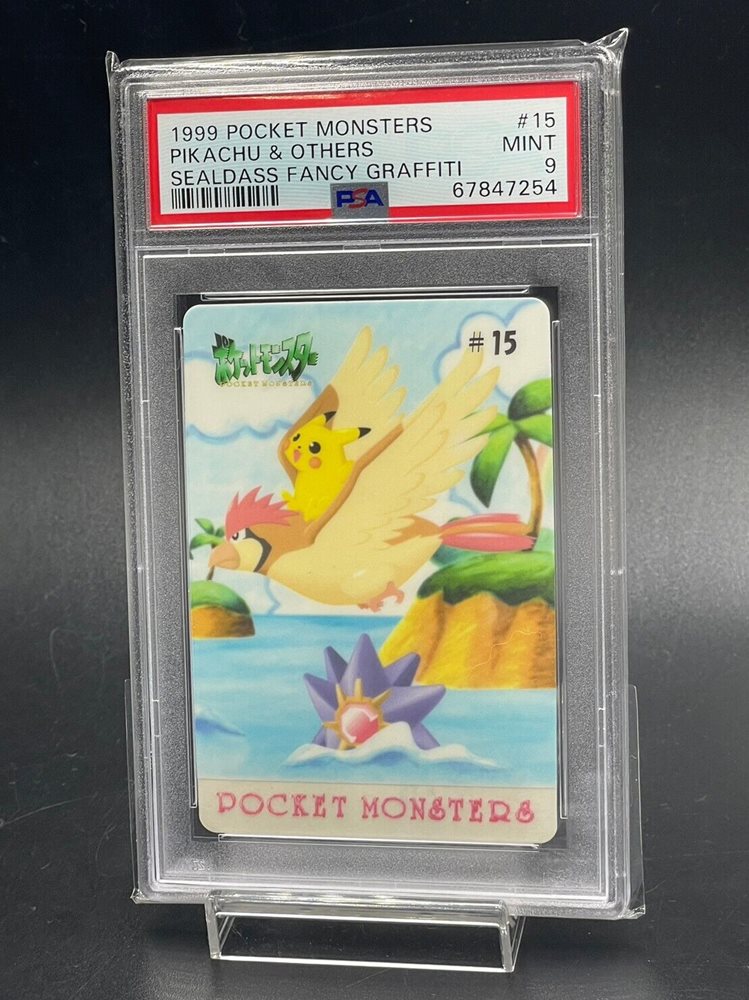 1999 POCKET MONSTERS #15
PIKACHU & OTHERS MINT
SEALDASS FANCY GRAFFITI 9
PSA 67847254
ポケットモンスター
POCKET MONSTERS
#15
POCKET MONSTERS